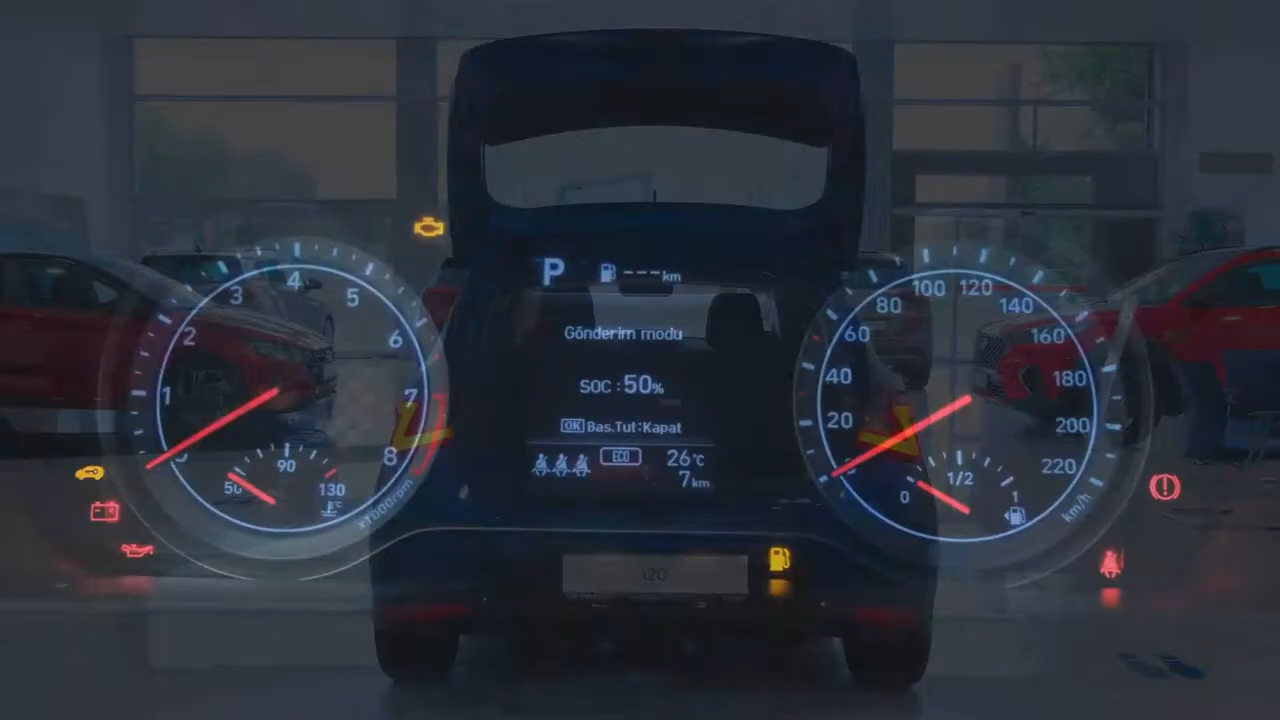 P --- km
Gönderim modu
SOC : 50%
OK Bas.Tut:Kapat
ECO 26°C
7 km
1 2 3 4 5 6 7 8
x1000rpm
50 90 130
°C
20 40 60 80 100 120 140 160 180 200 220
km/h
0 1/2 1
i20